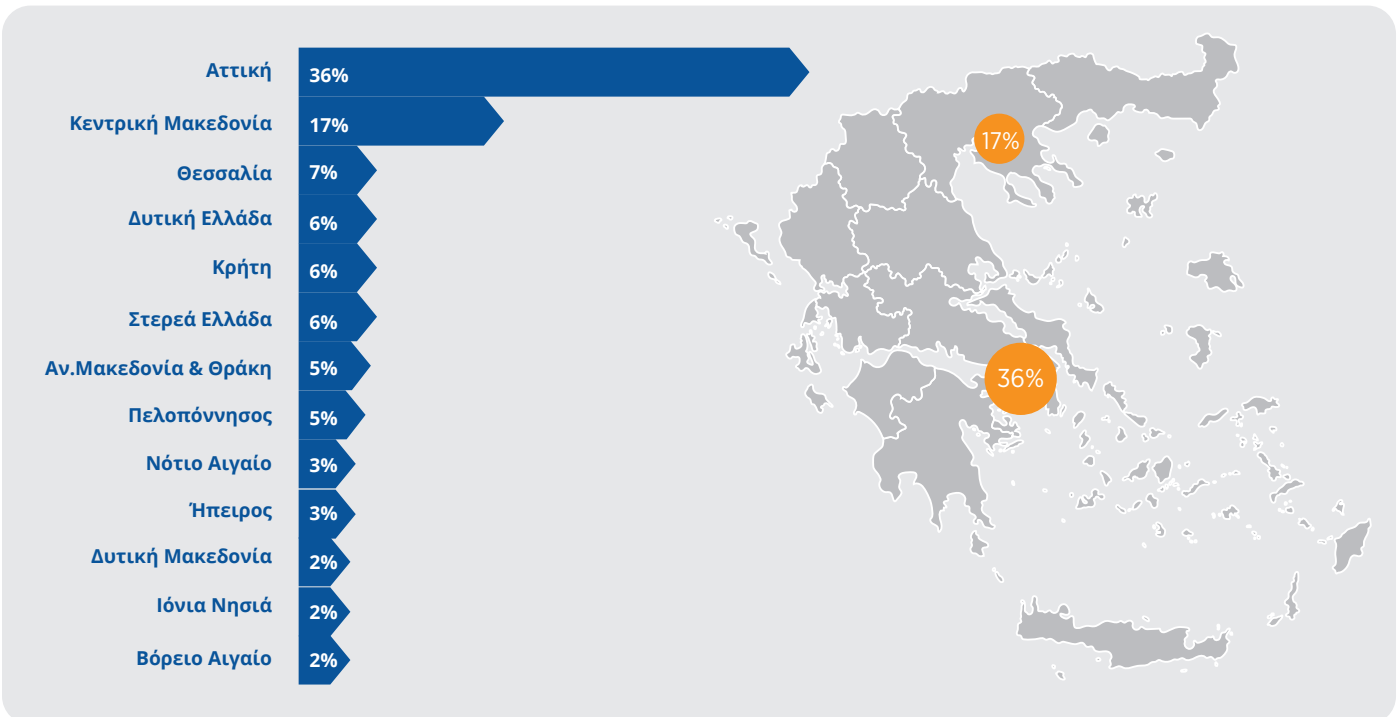 Αττική 36%
Κεντρική Μακεδονία 17%
Θεσσαλία 7%
Δυτική Ελλάδα 6%
Κρήτη 6%
Στερεά Ελλάδα 6%
Αν.Μακεδονία & Θράκη 5%
Πελοπόννησος 5%
Νότιο Αιγαίο 3%
Ήπειρος 3%
Δυτική Μακεδονία 2%
Ιόνια Νησιά 2%
Βόρειο Αιγαίο 2%
17%
36%